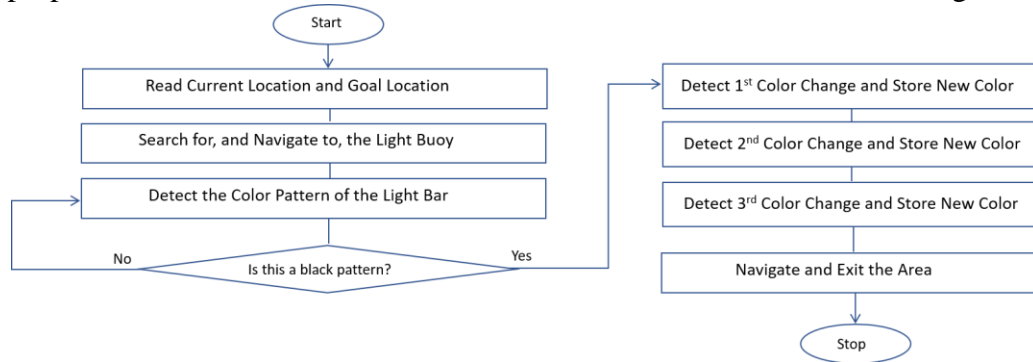 Start
Read Current Location and Goal Location
Search for, and Navigate to, the Light Buoy
Detect the Color Pattern of the Light Bar
Is this a black pattern?
No
Yes
Detect 1st Color Change and Store New Color
Detect 2nd Color Change and Store New Color
Detect 3rd Color Change and Store New Color
Navigate and Exit the Area
Stop